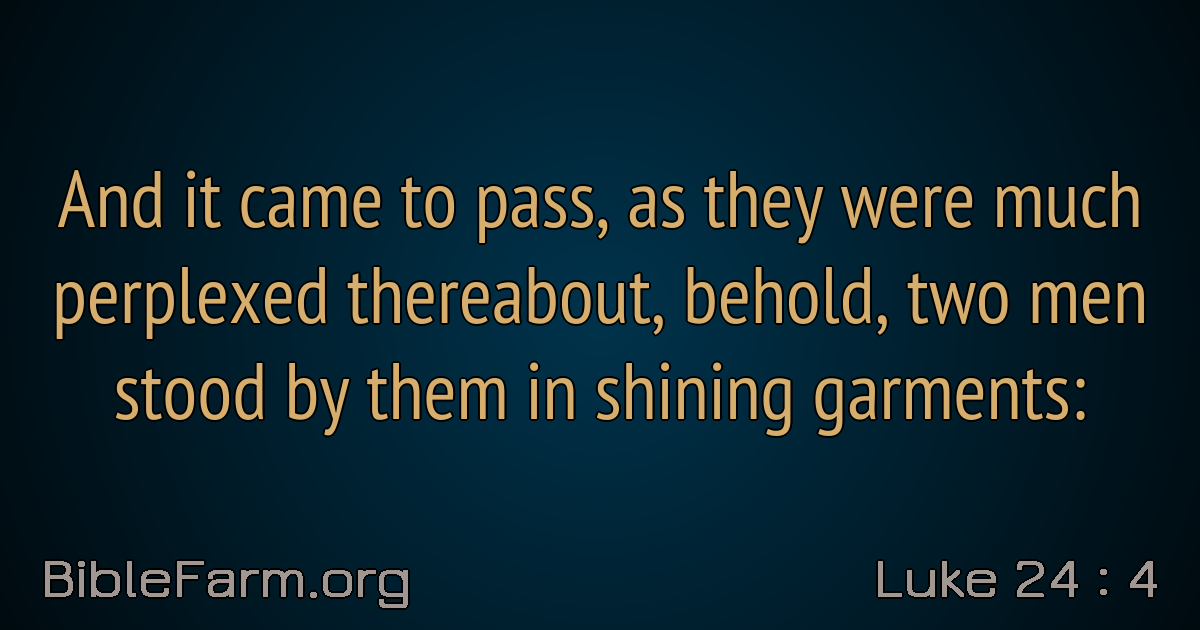 And it came to pass, as they were much
perplexed thereabout, behold, two men
stood by them in shining garments:
BibleFarm.org
Luke 24 : 4